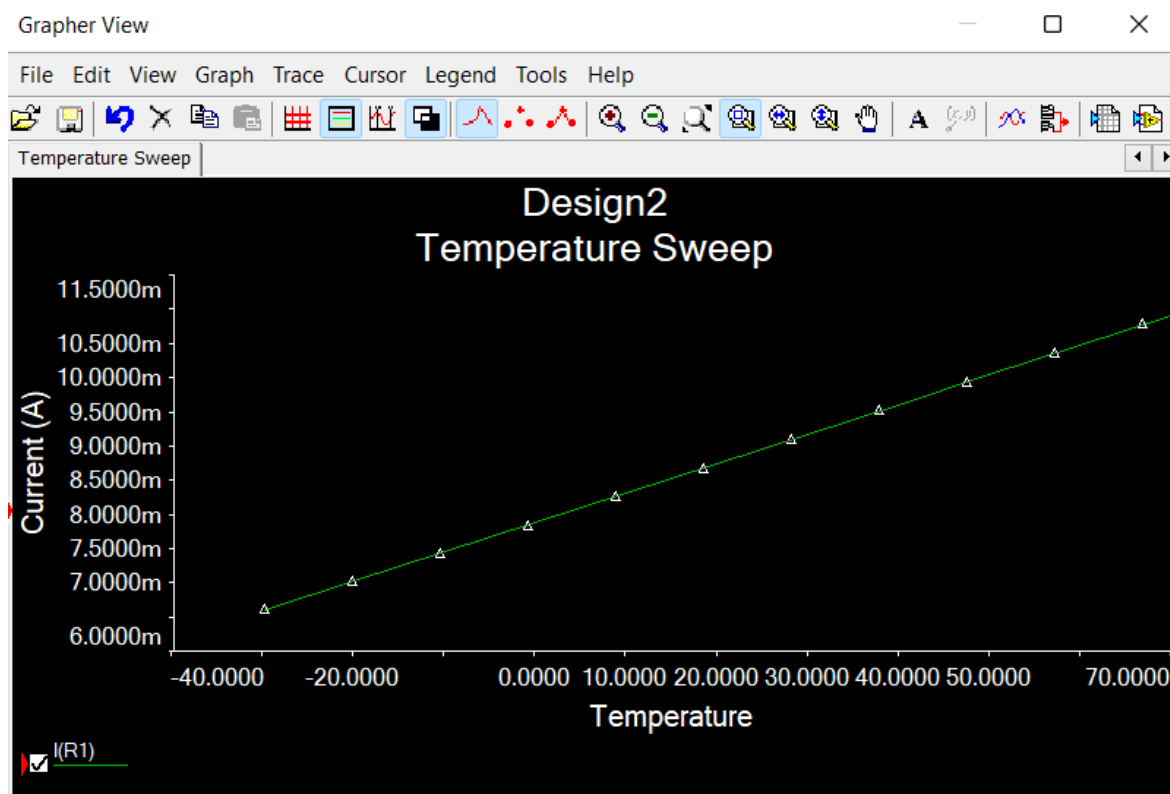 Grapher View
File Edit View Graph Trace Cursor Legend Tools Help
A (x,y)
Temperature Sweep
Design2
Temperature Sweep
11.5000m
10.5000m
10.0000m
9.5000m
9.0000m
8.5000m
8.0000m
7.5000m
7.0000m
6.0000m
Current (A)
-40.0000 -20.0000 0.0000 10.0000 20.0000 30.0000 40.0000 50.0000 70.0000
Temperature
I(R1)